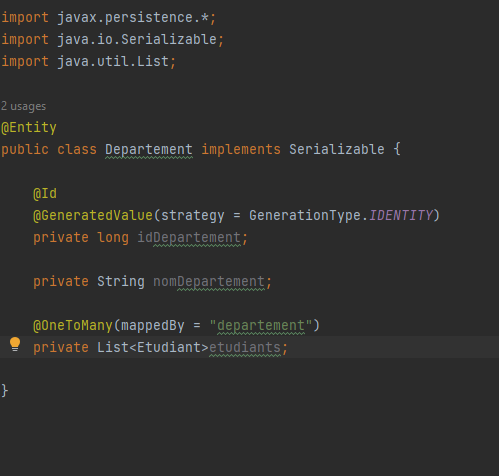 import javax.persistence.*;
import java.io.Serializable;
import java.util.List;
2 usages
@Entity
public class Departement implements Serializable {
@Id
@GeneratedValue(strategy = GenerationType.IDENTITY)
private long idDepartement;
private String nomDepartement;
@OneToMany(mappedBy = "departement")
private List<Etudiant>etudiants;
}